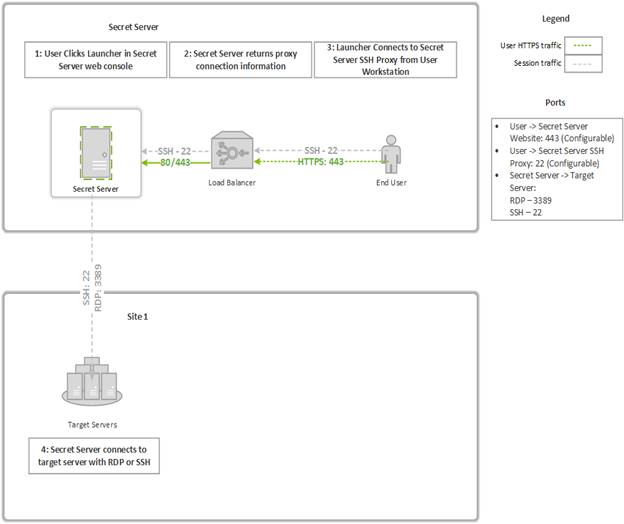 Secret Server
1: User Clicks Launcher in Secret
Server web console
2: Secret Server returns proxy
connection information
3: Launcher Connects to Secret
Server SSH Proxy from User
Workstation
SSH - 22
80/443
SSH - 22
HTTPS: 443
Secret Server
Load Balancer
End User
SSH: 22
RDP: 3389
Site 1
Target Servers
4: Secret Server connects to
target server with RDP or SSH
Legend
User HTTPS traffic
Session traffic
Ports
• User -> Secret Server
Website: 443 (Configurable)
• User -> Secret Server SSH
Proxy: 22 (Configurable)
• Secret Server -> Target
Server:
RDP – 3389
SSH – 22